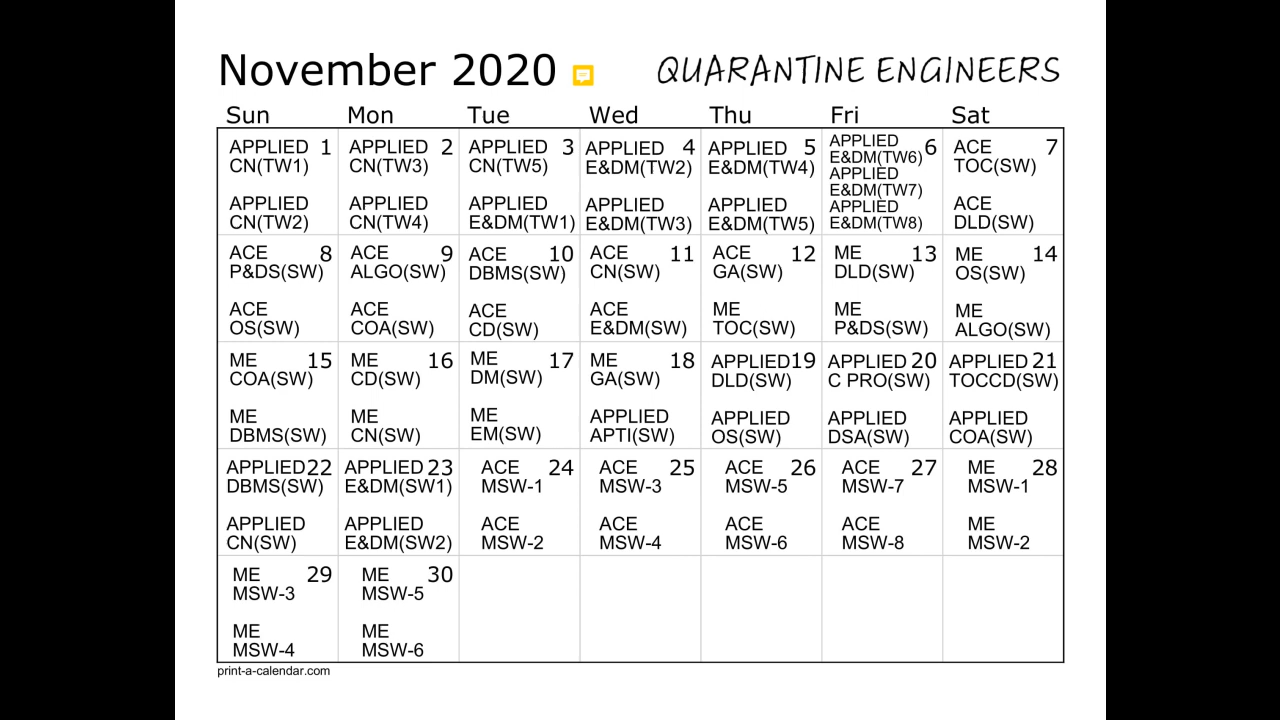 November 2020 QUARANTINE ENGINEERS
Sun Mon Tue Wed Thu Fri Sat
APPLIED 1
CN(TW1)
APPLIED
CN(TW2)
APPLIED 2
CN(TW3)
APPLIED
CN(TW4)
APPLIED 3
CN(TW5)
APPLIED
E&DM(TW1)
APPLIED 4
E&DM(TW2)
APPLIED
E&DM(TW3)
APPLIED 5
E&DM(TW4)
APPLIED
E&DM(TW5)
APPLIED 6
E&DM(TW6)
APPLIED
E&DM(TW7)
APPLIED
E&DM(TW8)
ACE 7
TOC(SW)
ACE
DLD(SW)
ACE 8
P&DS(SW)
ACE
OS(SW)
ACE 9
ALGO(SW)
ACE
COA(SW)
ACE 10
DBMS(SW)
ACE
CD(SW)
ACE 11
CN(SW)
ACE
E&DM(SW)
ACE 12
GA(SW)
ME
TOC(SW)
ME 13
DLD(SW)
ME
P&DS(SW)
ME 14
OS(SW)
ME
ALGO(SW)
ME 15
COA(SW)
ME
DBMS(SW)
ME 16
CD(SW)
ME
CN(SW)
ME 17
DM(SW)
ME
EM(SW)
ME 18
GA(SW)
APPLIED
APTI(SW)
APPLIED 19
DLD(SW)
APPLIED
OS(SW)
APPLIED 20
C PRO(SW)
APPLIED
DSA(SW)
APPLIED 21
TOCCD(SW)
APPLIED
COA(SW)
APPLIED 22
DBMS(SW)
APPLIED
CN(SW)
APPLIED 23
E&DM(SW1)
APPLIED
E&DM(SW2)
ACE 24
MSW-1
ACE
MSW-2
ACE 25
MSW-3
ACE
MSW-4
ACE 26
MSW-5
ACE
MSW-6
ACE 27
MSW-7
ACE
MSW-8
ME 28
MSW-1
ME
MSW-2
ME 29
MSW-3
ME
MSW-4
ME 30
MSW-5
ME
MSW-6
print-a-calendar.com